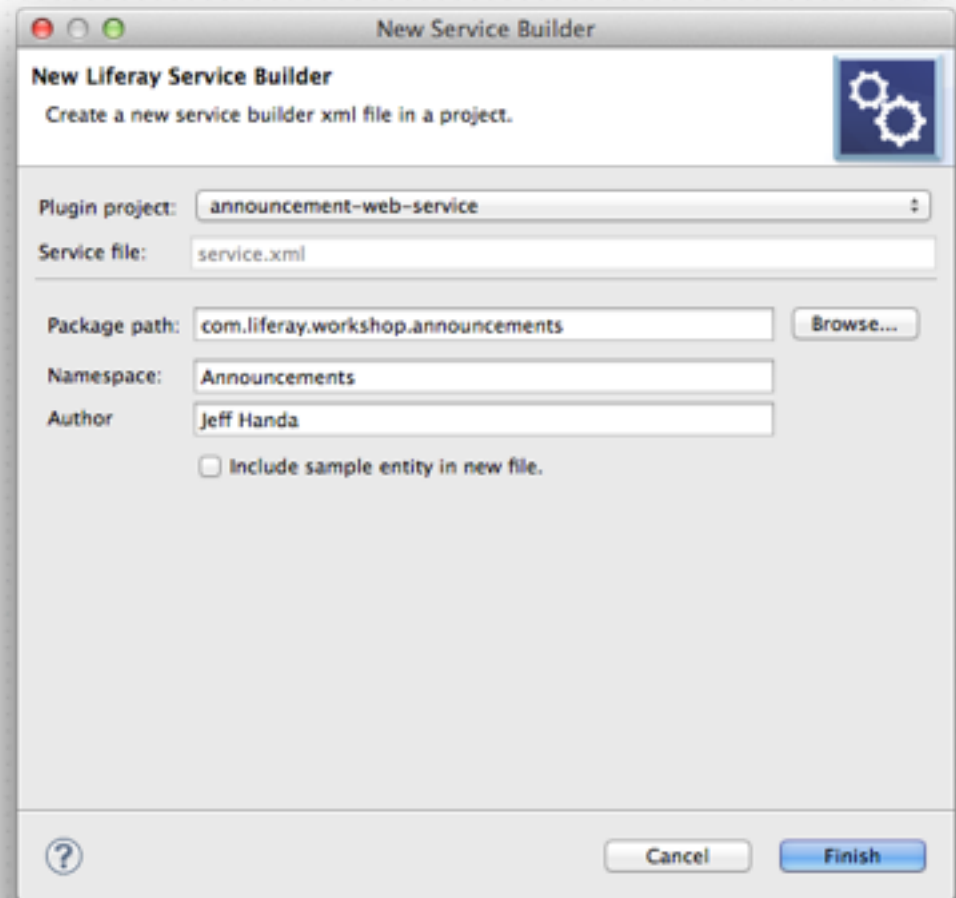 New Service Builder
New Liferay Service Builder
Create a new service builder xml file in a project.
Plugin project: announcement-web-service
Service file: service.xml
Package path: com.liferay.workshop.announcements Browse...
Namespace: Announcements
Author Jeff Handa
Include sample entity in new file.
? Cancel Finish